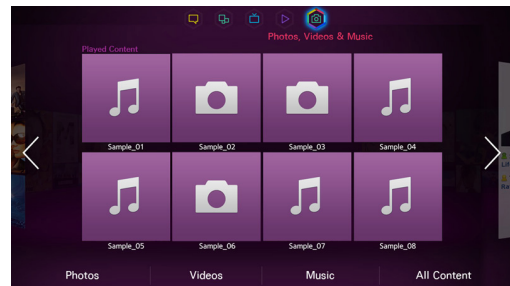 Photos, Videos & Music
Played Content
Sample_01 Sample_02 Sample_03 Sample_04
Sample_05 Sample_06 Sample_07 Sample_08
Photos Videos Music All Content